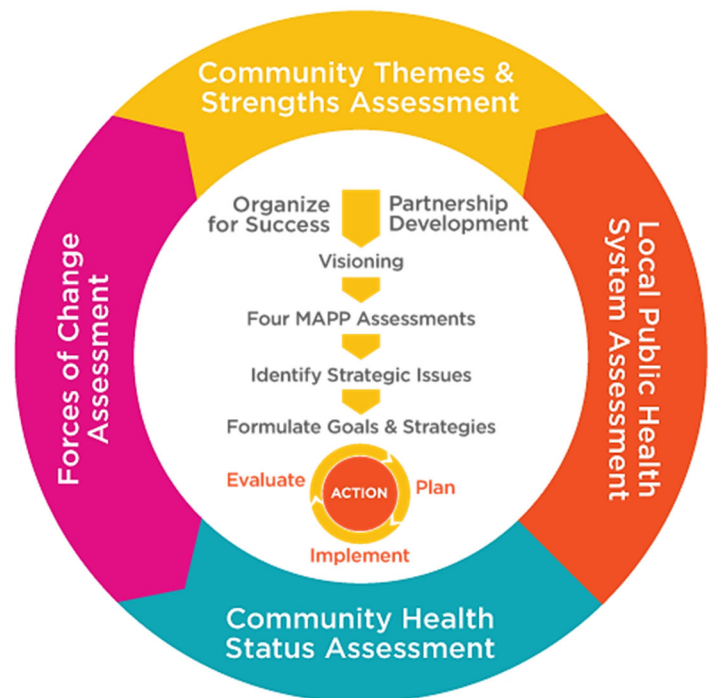 Community Themes &
Strengths Assessment
Organize
for Success
Partnership
Development
Visioning
Four MAPP Assessments
Identify Strategic Issues
Formulate Goals & Strategies
Evaluate
ACTION
Plan
Implement
Forces of Change
Assessment
Local Public Health
System Assessment
Community Health
Status Assessment